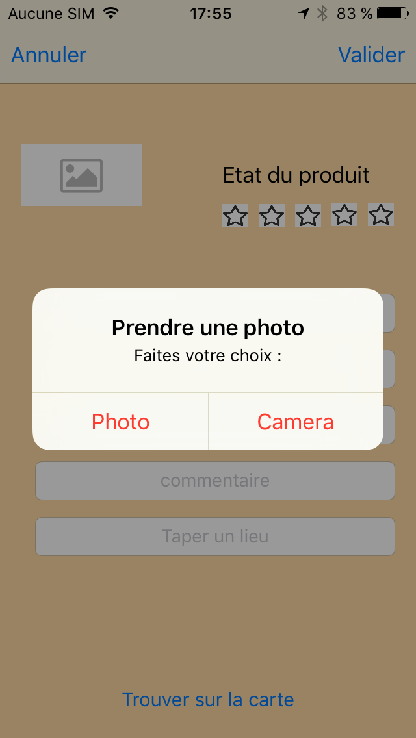 Aucune SIM 17:55 83 %
Annuler Valider
Etat du produit
Prendre une photo
Faites votre choix :
Photo Camera
commentaire
Taper un lieu
Trouver sur la carte